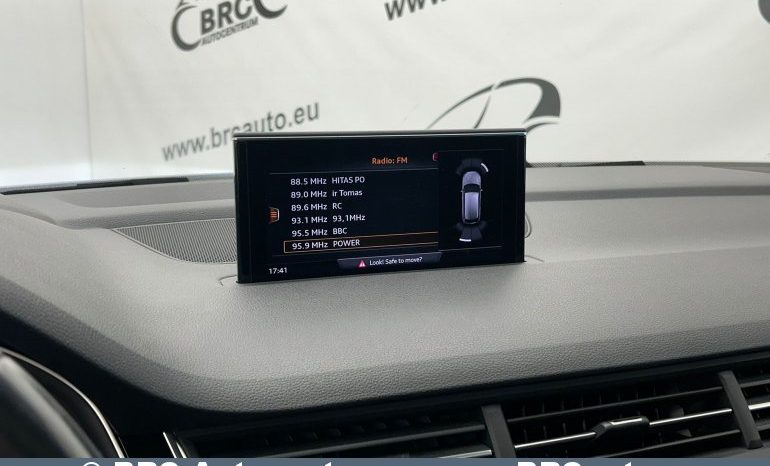 BRC
AUTOCENTRUM
www.brcauto.eu
www.b
Radio: FM
88.5 MHz HITAS PO
89.0 MHz ir Tomas
89.6 MHz RC
93.1 MHz 93,1MHz
95.5 MHz BBC
95.9 MHz POWER
17:41
Look! Safe to move?